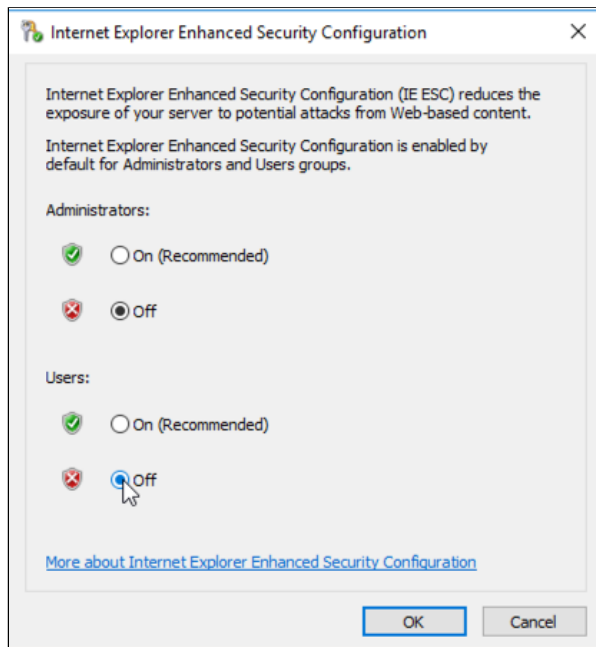 Internet Explorer Enhanced Security Configuration
Internet Explorer Enhanced Security Configuration (IE ESC) reduces the
exposure of your server to potential attacks from Web-based content.
Internet Explorer Enhanced Security Configuration is enabled by
default for Administrators and Users groups.
Administrators:
On (Recommended)
Off
Users:
On (Recommended)
Off
More about Internet Explorer Enhanced Security Configuration
OK Cancel